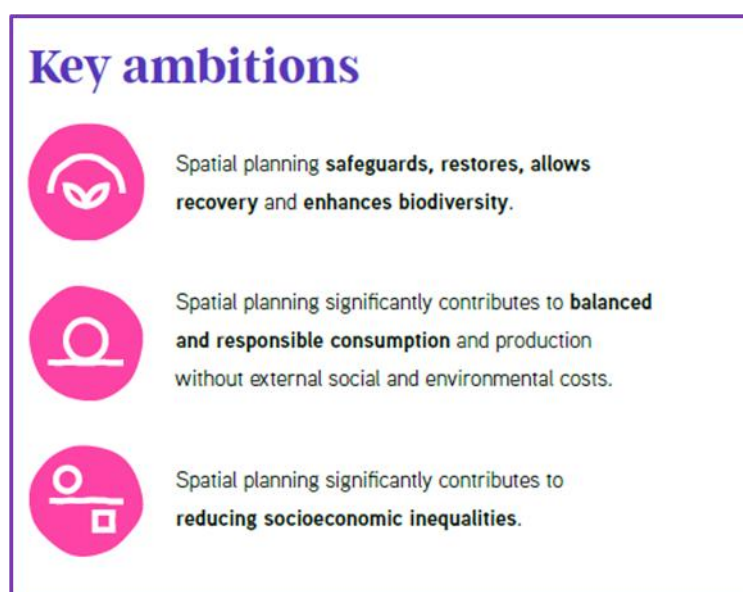 Key ambitions
Spatial planning safeguards, restores, allows
recovery and enhances biodiversity.
Spatial planning significantly contributes to balanced
and responsible consumption and production
without external social and environmental costs.
Spatial planning significantly contributes to
reducing socioeconomic inequalities.